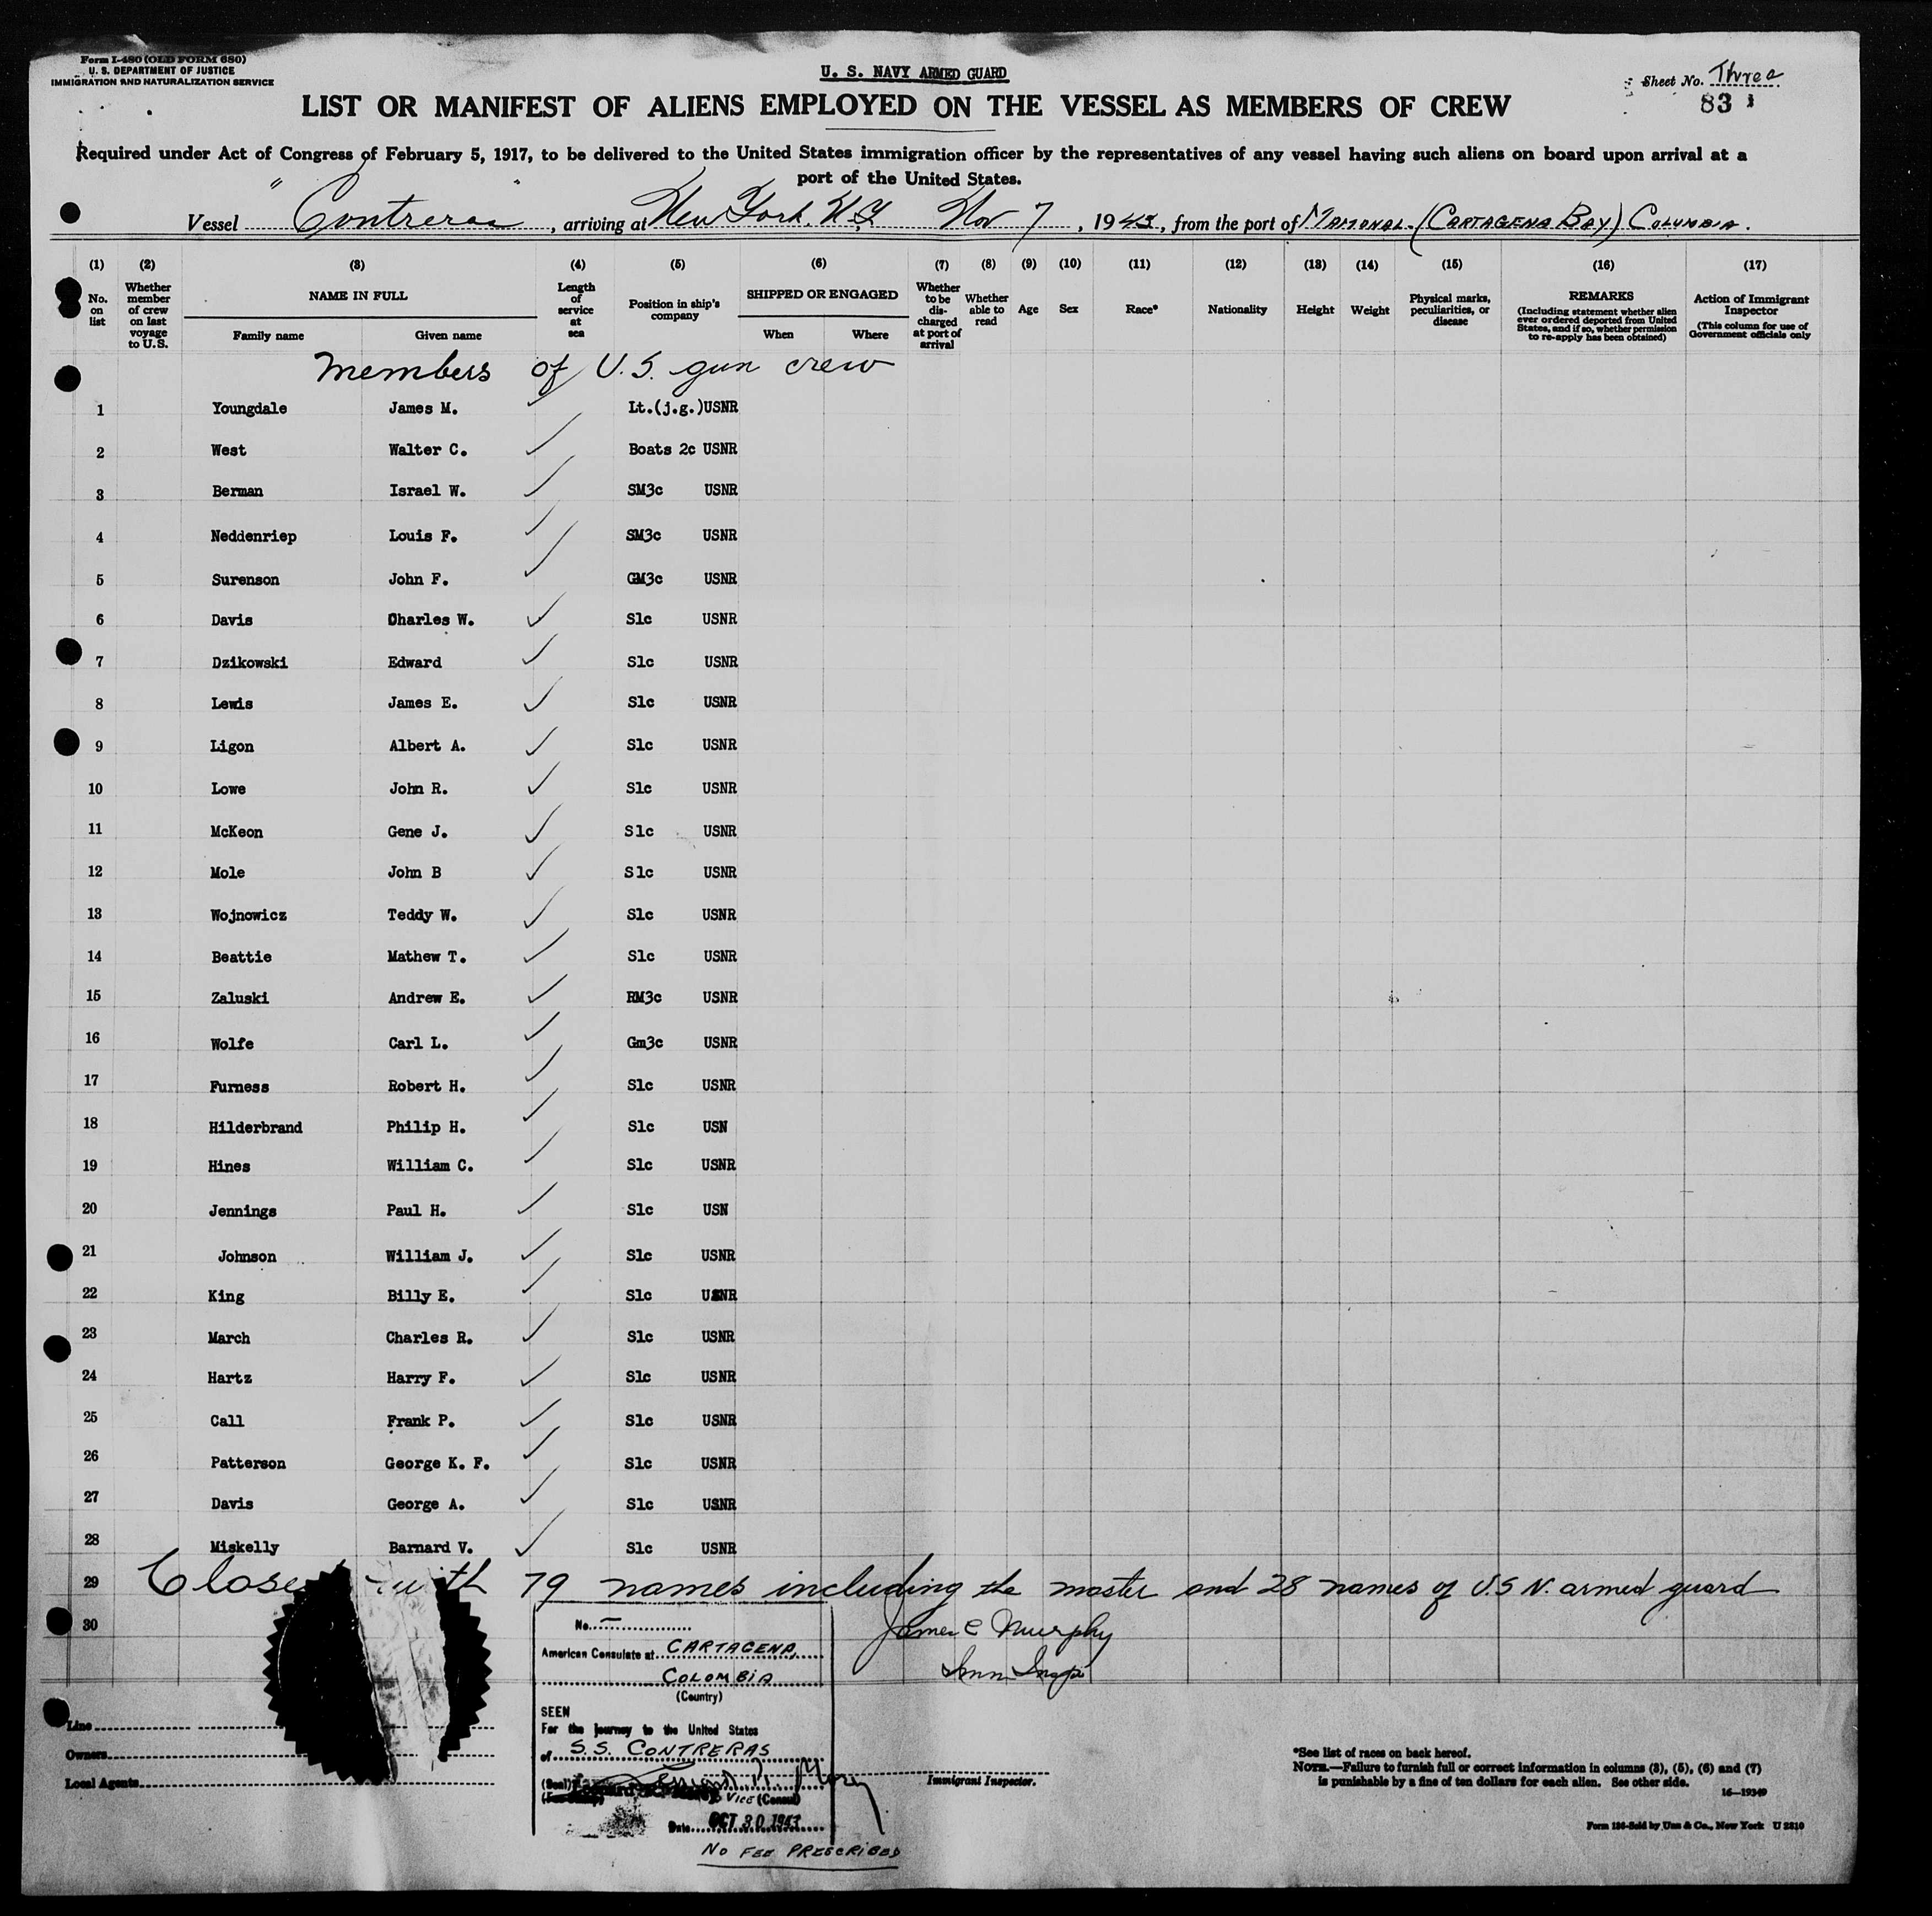 Form I-480 (OLD FORM 680)
U. S. DEPARTMENT OF JUSTICE
IMMIGRATION AND NATURALIZATION SERVICE
U. S. NAVY ARMED GUARD
Sheet No. Three
83
LIST OR MANIFEST OF ALIENS EMPLOYED ON THE VESSEL AS MEMBERS OF CREW
Required under Act of Congress of February 5, 1917, to be delivered to the United States immigration officer by the representatives of any vessel having such aliens on board upon arrival at a
port of the United States.
Vessel "Contreras", arriving at New York, N.Y. Nov 7, 1943, from the port of Mamonal (Cartagena Bay) Columbia.
(1) (2) (3) (4) (5) (6) (7) (8) (9) (10) (11) (12) (13) (14) (15) (16) (17)
No. on list
Whether member of crew on last voyage to U.S.
NAME IN FULL
Family name Given name
Length of service at sea
Position in ship's company
SHIPPED OR ENGAGED
When Where
Whether to be discharged at port of arrival
Whether able to read
Age
Sex
Race*
Nationality
Height
Weight
Physical marks, peculiarities, or disease
REMARKS
(Including statement whether alien ever ordered deported from United States, and if so, whether permission to re-apply has been obtained)
Action of Immigrant Inspector
(This column for use of Government officials only
Members of U.S. gun crew
1 Youngdale James M. Lt.(j.g.)USNR
2 West Walter C. Boats 2c USNR
3 Berman Israel W. SM3c USNR
4 Neddenriep Louis F. SM3c USNR
5 Surenson John F. GM3c USNR
6 Davis Charles W. S1c USNR
7 Dzikowski Edward S1c USNR
8 Lewis James E. S1c USNR
9 Ligon Albert A. S1c USNR
10 Lowe John R. S1c USNR
11 McKeon Gene J. S1c USNR
12 Mole John B S1c USNR
13 Wojnowicz Teddy W. S1c USNR
14 Beattie Mathew T. S1c USNR
15 Zaluski Andrew E. RM3c USNR
16 Wolfe Carl L. Gm3c USNR
17 Furness Robert H. S1c USNR
18 Hilderbrand Philip H. S1c USN
19 Hines William C. S1c USNR
20 Jennings Paul H. S1c USN
21 Johnson William J. S1c USNR
22 King Billy E. S1c USNR
23 March Charles R. S1c USNR
24 Hartz Harry F. S1c USNR
25 Call Frank P. S1c USNR
26 Patterson George K. F. S1c USNR
27 Davis George A. S1c USNR
28 Miskelly Barnard V. S1c USNR
29 Closes with 79 names including the master and 28 names of U.S N. armed guard
30 James C Murphy
Imm Insp
No.
American Consulate at CARTAGENA,
COLOMBIA
(Country)
SEEN
For the journey to the United States
of S.S. CONTRERAS
(Seal)
Vice (Consul)
Date OCT 30 1943
NO FEE PRESCRIBED
Line
Owners
Local Agents
Immigrant Inspector.
*See list of races on back hereof.
NOTE.—Failure to furnish full or correct information in columns (3), (5), (6) and (7)
is punishable by a fine of ten dollars for each alien. See other side.
16—19349
Form 136-Sold by Unz & Co., New York U 2310